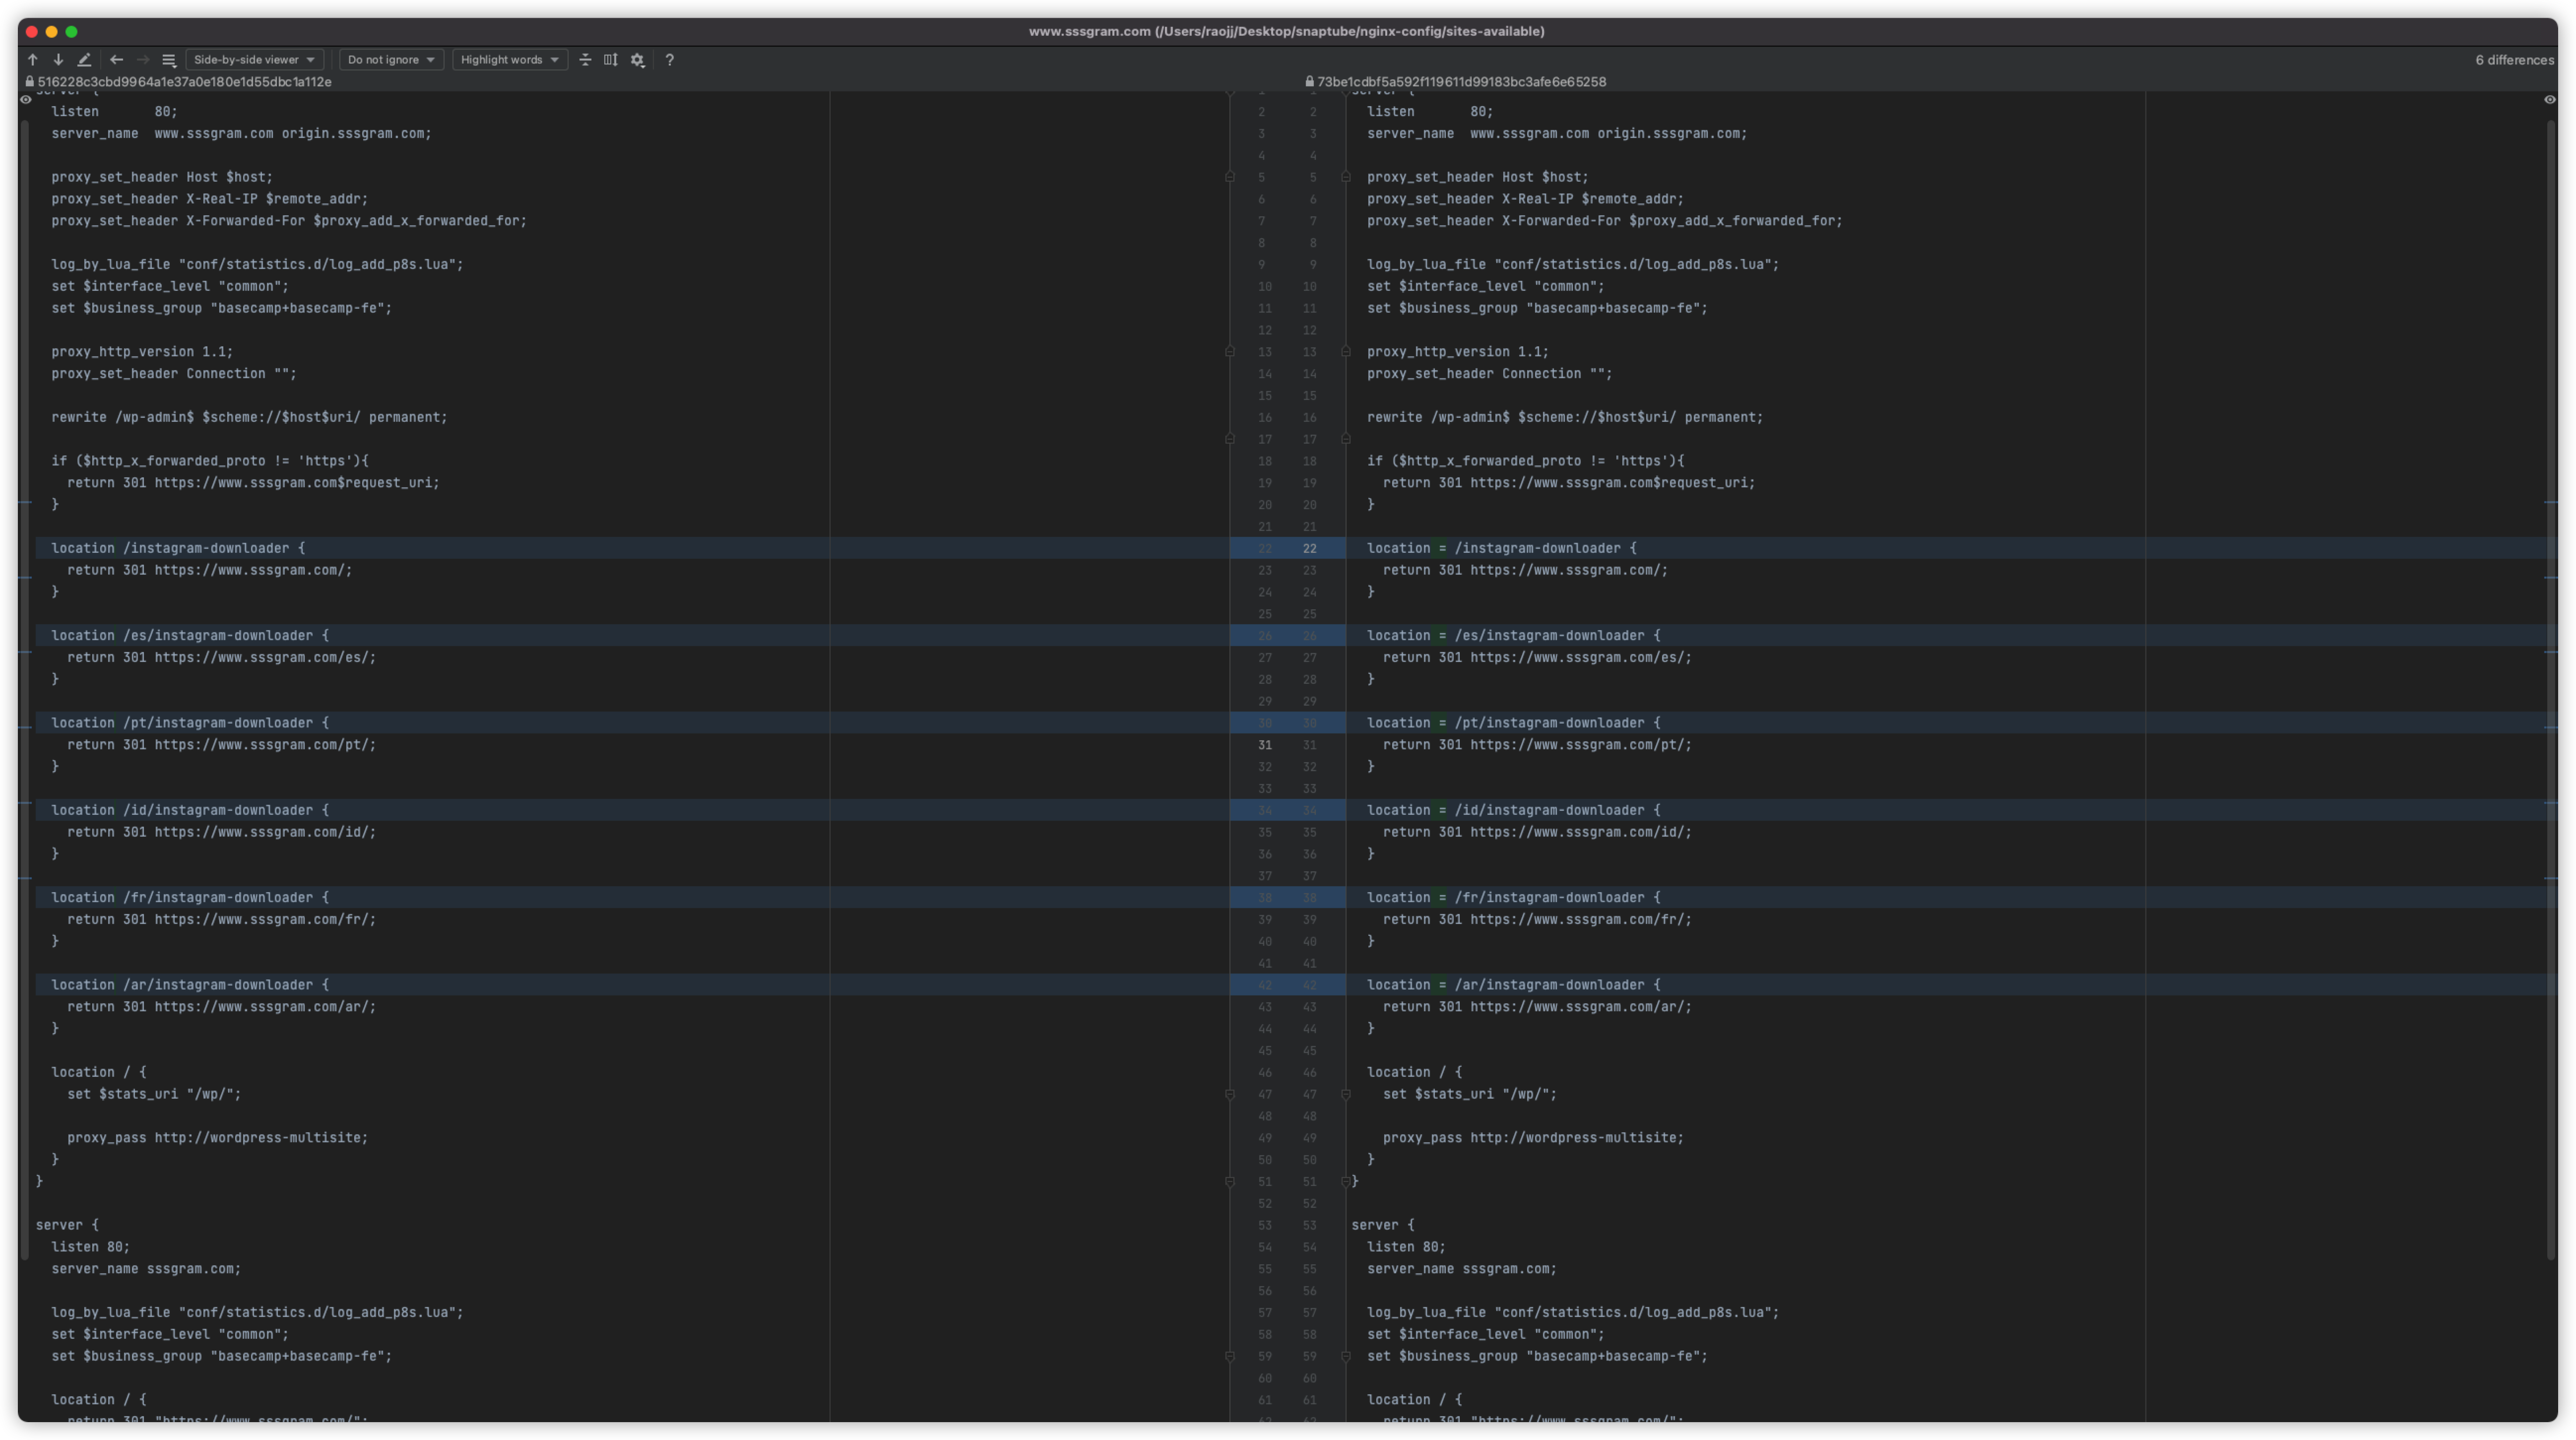 www.sssgram.com (/Users/raojj/Desktop/snaptube/nginx-config/sites-available)
Side-by-side viewer Do not ignore Highlight words ? 6 differences
516228c3cbd9964a1e37a0e180e1d55dbc1a112e
server {
listen 80;
server_name www.sssgram.com origin.sssgram.com;
proxy_set_header Host $host;
proxy_set_header X-Real-IP $remote_addr;
proxy_set_header X-Forwarded-For $proxy_add_x_forwarded_for;
log_by_lua_file "conf/statistics.d/log_add_p8s.lua";
set $interface_level "common";
set $business_group "basecamp+basecamp-fe";
proxy_http_version 1.1;
proxy_set_header Connection "";
rewrite /wp-admin$ $scheme://$host$uri/ permanent;
if ($http_x_forwarded_proto != 'https'){
return 301 https://www.sssgram.com$request_uri;
}
location /instagram-downloader {
return 301 https://www.sssgram.com/;
}
location /es/instagram-downloader {
return 301 https://www.sssgram.com/es/;
}
location /pt/instagram-downloader {
return 301 https://www.sssgram.com/pt/;
}
location /id/instagram-downloader {
return 301 https://www.sssgram.com/id/;
}
location /fr/instagram-downloader {
return 301 https://www.sssgram.com/fr/;
}
location /ar/instagram-downloader {
return 301 https://www.sssgram.com/ar/;
}
location / {
set $stats_uri "/wp/";
proxy_pass http://wordpress-multisite;
}
}
server {
listen 80;
server_name sssgram.com;
log_by_lua_file "conf/statistics.d/log_add_p8s.lua";
set $interface_level "common";
set $business_group "basecamp+basecamp-fe";
location / {
return 301 "https://www.sssgram.com/";
73be1cdbf5a592f119611d99183bc3afe6e65258
1 1 server {
2 2 listen 80;
3 3 server_name www.sssgram.com origin.sssgram.com;
4 4
5 5 proxy_set_header Host $host;
6 6 proxy_set_header X-Real-IP $remote_addr;
7 7 proxy_set_header X-Forwarded-For $proxy_add_x_forwarded_for;
8 8
9 9 log_by_lua_file "conf/statistics.d/log_add_p8s.lua";
10 10 set $interface_level "common";
11 11 set $business_group "basecamp+basecamp-fe";
12 12
13 13 proxy_http_version 1.1;
14 14 proxy_set_header Connection "";
15 15
16 16 rewrite /wp-admin$ $scheme://$host$uri/ permanent;
17 17
18 18 if ($http_x_forwarded_proto != 'https'){
19 19 return 301 https://www.sssgram.com$request_uri;
20 20 }
21 21
22 22 location = /instagram-downloader {
23 23 return 301 https://www.sssgram.com/;
24 24 }
25 25
26 26 location = /es/instagram-downloader {
27 27 return 301 https://www.sssgram.com/es/;
28 28 }
29 29
30 30 location = /pt/instagram-downloader {
31 31 return 301 https://www.sssgram.com/pt/;
32 32 }
33 33
34 34 location = /id/instagram-downloader {
35 35 return 301 https://www.sssgram.com/id/;
36 36 }
37 37
38 38 location = /fr/instagram-downloader {
39 39 return 301 https://www.sssgram.com/fr/;
40 40 }
41 41
42 42 location = /ar/instagram-downloader {
43 43 return 301 https://www.sssgram.com/ar/;
44 44 }
45 45
46 46 location / {
47 47 set $stats_uri "/wp/";
48 48
49 49 proxy_pass http://wordpress-multisite;
50 50 }
51 51 }
52 52
53 53 server {
54 54 listen 80;
55 55 server_name sssgram.com;
56 56
57 57 log_by_lua_file "conf/statistics.d/log_add_p8s.lua";
58 58 set $interface_level "common";
59 59 set $business_group "basecamp+basecamp-fe";
60 60
61 61 location / {
62 62 return 301 "https://www.sssgram.com/";